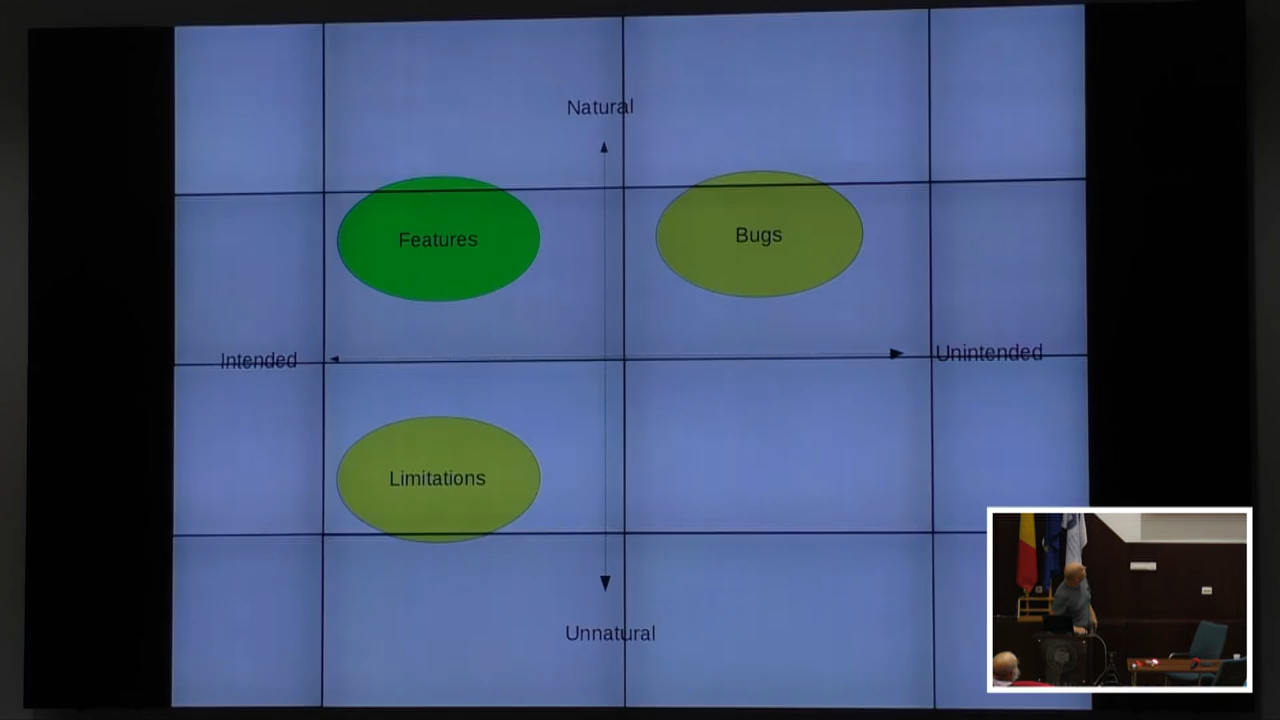 Natural
Features
Bugs
Intended
Unintended
Limitations
Unnatural